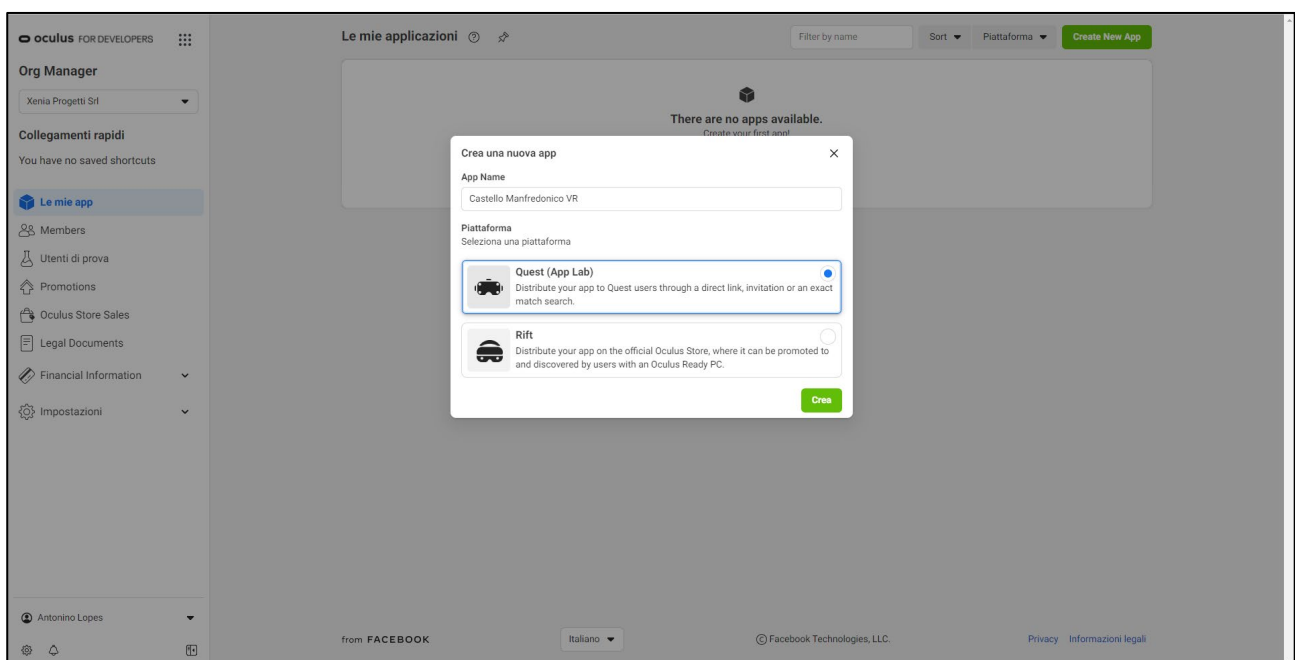 oculus FOR DEVELOPERS
Org Manager
Xenia Progetti Srl
Collegamenti rapidi
You have no saved shortcuts
Le mie app
Members
Utenti di prova
Promotions
Oculus Store Sales
Legal Documents
Financial Information
Impostazioni
Antonino Lopes
Le mie applicazioni
Filter by name
Sort
Piattaforma
Create New App
There are no apps available.
Create your first app!
Crea una nuova app
App Name
Castello Manfredonico VR
Piattaforma
Seleziona una piattaforma
Quest (App Lab)
Distribute your app to Quest users through a direct link, invitation or an exact
match search.
Rift
Distribute your app on the official Oculus Store, where it can be promoted to
and discovered by users with an Oculus Ready PC.
Crea
from FACEBOOK
Italiano
© Facebook Technologies, LLC.
Privacy Informazioni legali